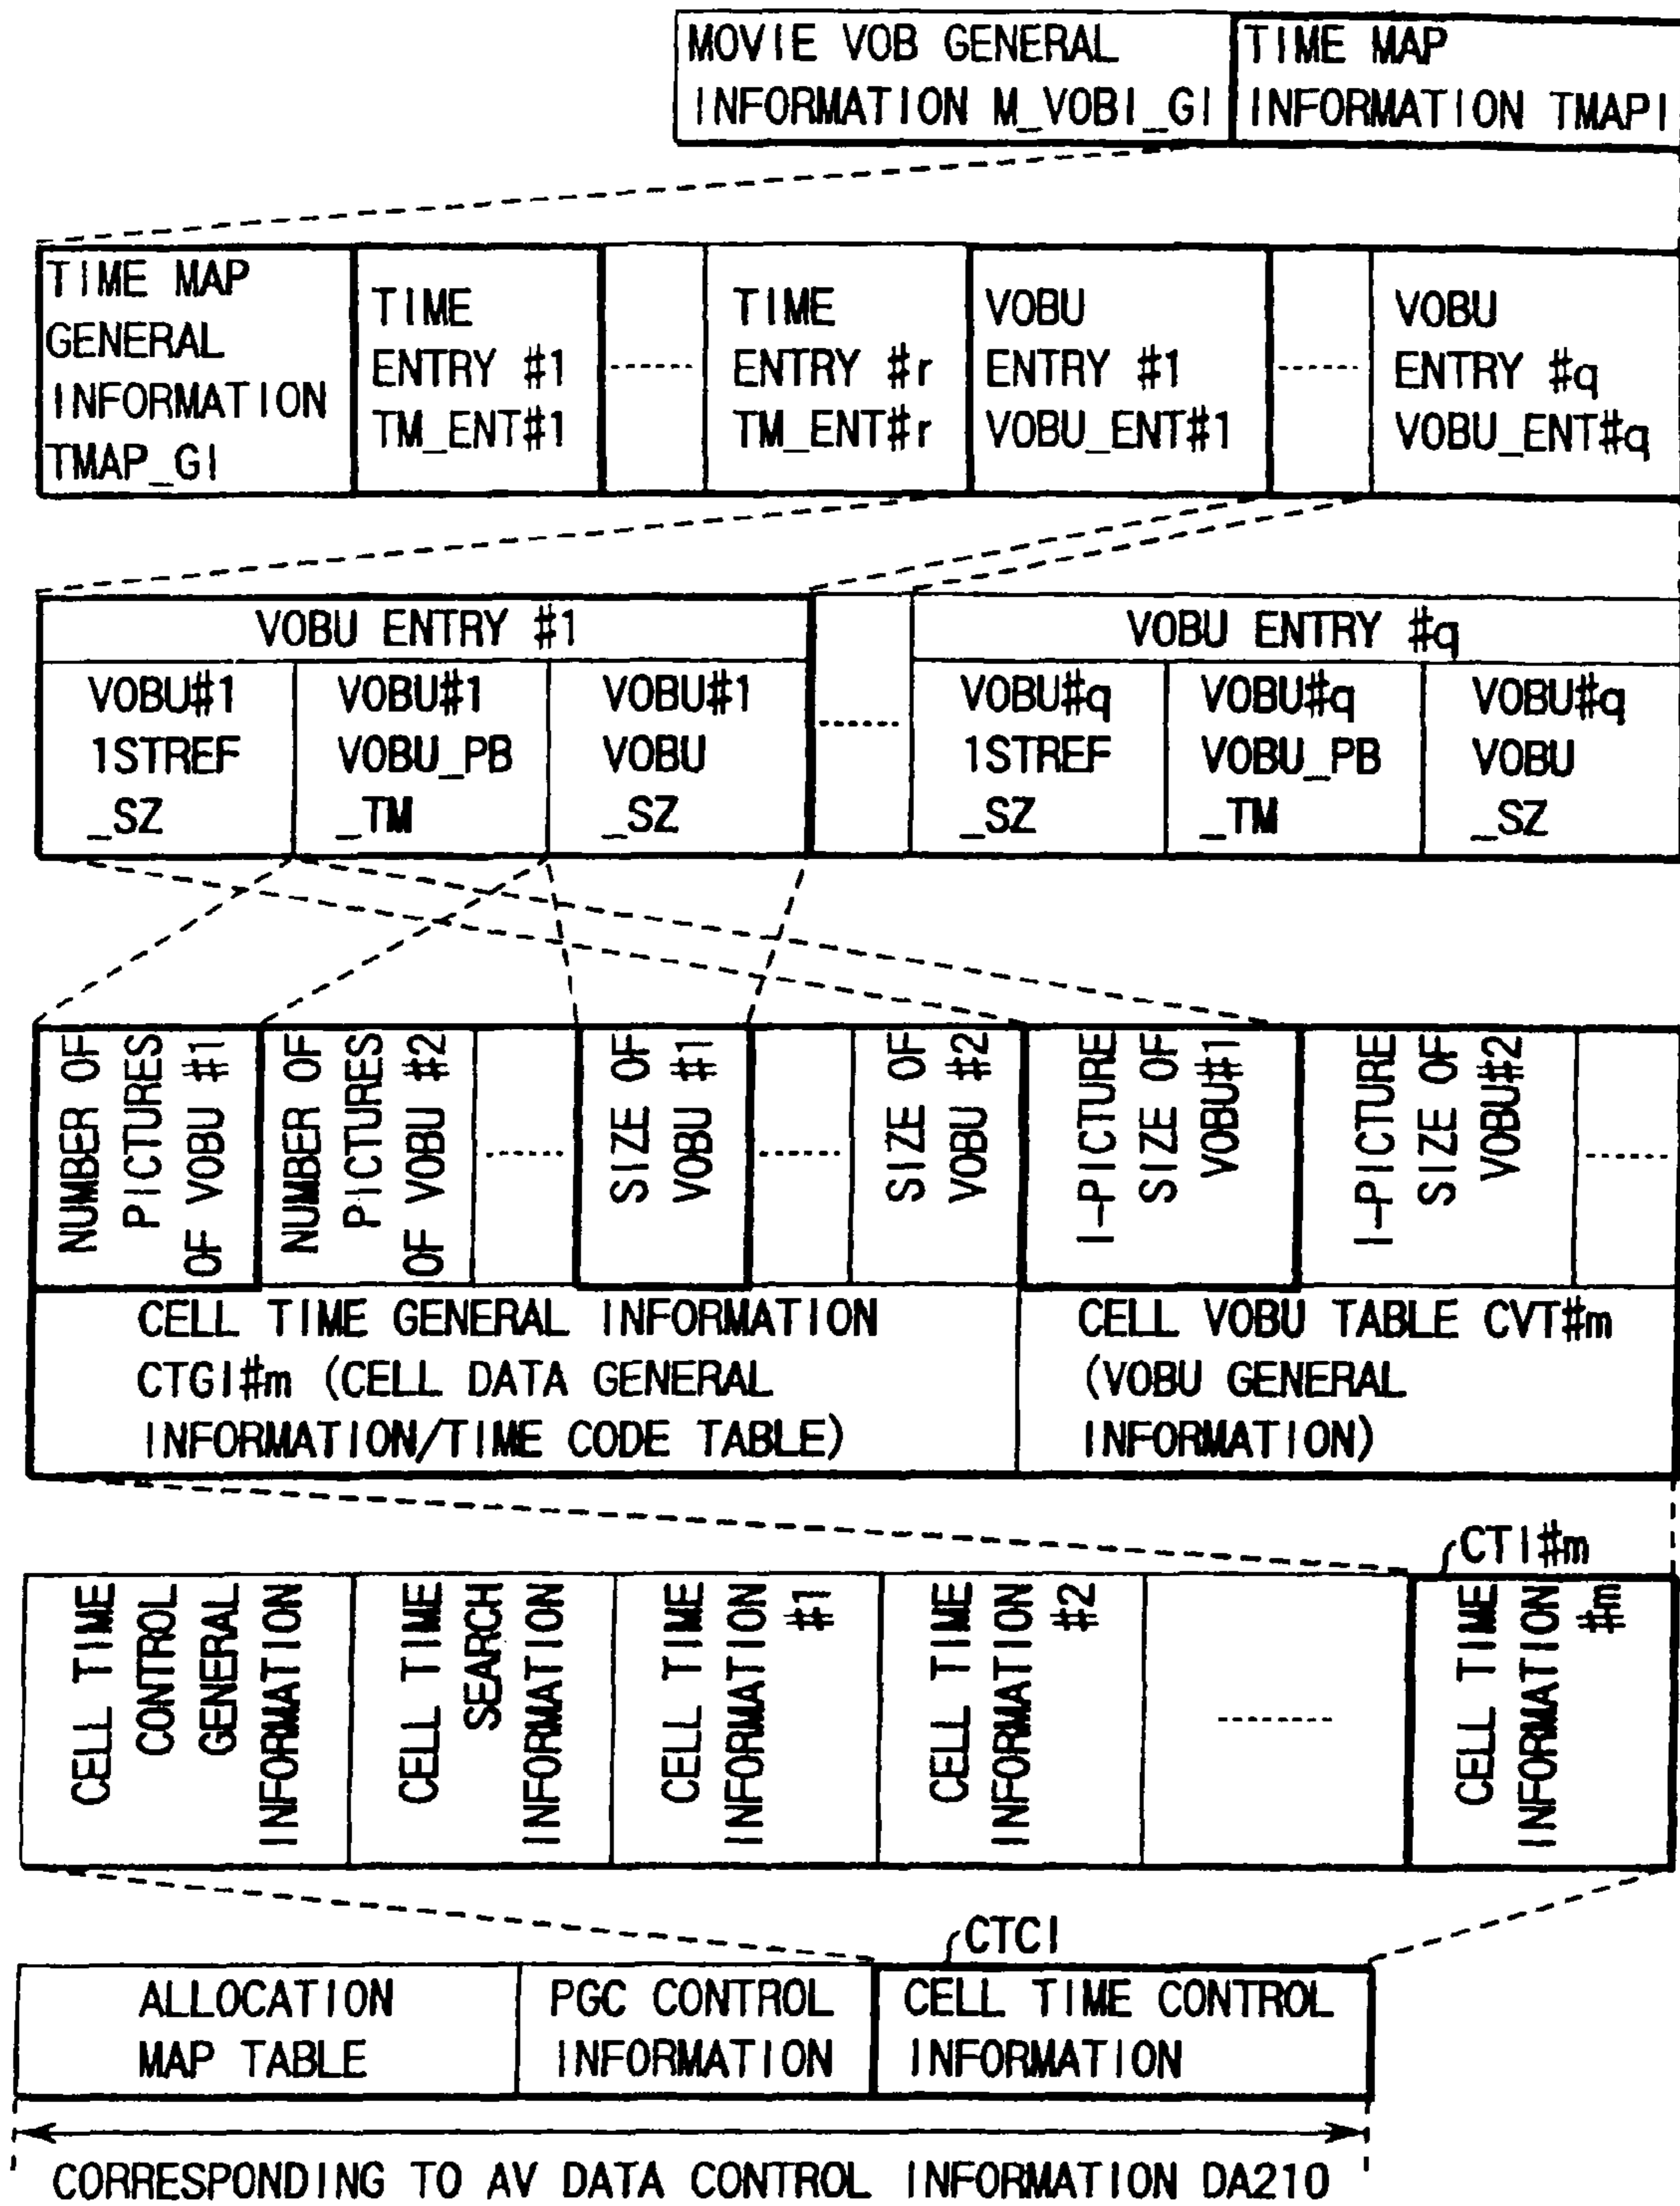 MOVIE VOB GENERAL
INFORMATION M_VOBI_GI
TIME MAP
INFORMATION TMAPI
TIME MAP
GENERAL
INFORMATION
TMAP_GI
TIME
ENTRY #1
TM_ENT#1
TIME
ENTRY #r
TM_ENT#r
VOBU
ENTRY #1
VOBU_ENT#1
VOBU
ENTRY #q
VOBU_ENT#q
VOBU ENTRY #1
VOBU#1
1STREF
_SZ
VOBU#1
VOBU_PB
_TM
VOBU#1
VOBU
_SZ
VOBU ENTRY #q
VOBU#q
1STREF
_SZ
VOBU#q
VOBU_PB
_TM
VOBU#q
VOBU
_SZ
NUMBER OF
PICTURES
OF VOBU #1
NUMBER OF
PICTURES
OF VOBU #2
SIZE OF
VOBU #1
SIZE OF
VOBU #2
I-PICTURE
SIZE OF
VOBU#1
I-PICTURE
SIZE OF
VOBU#2
CELL TIME GENERAL INFORMATION
CTGI#m (CELL DATA GENERAL
INFORMATION/TIME CODE TABLE)
CELL VOBU TABLE CVT#m
(VOBU GENERAL
INFORMATION)
CTI#m
CELL TIME
CONTROL
GENERAL
INFORMATION
CELL TIME
SEARCH
INFORMATION
CELL TIME
INFORMATION
#1
CELL TIME
INFORMATION
#2
CELL TIME
INFORMATION
#m
CTCI
ALLOCATION
MAP TABLE
PGC CONTROL
INFORMATION
CELL TIME CONTROL
INFORMATION
CORRESPONDING TO AV DATA CONTROL INFORMATION DA210